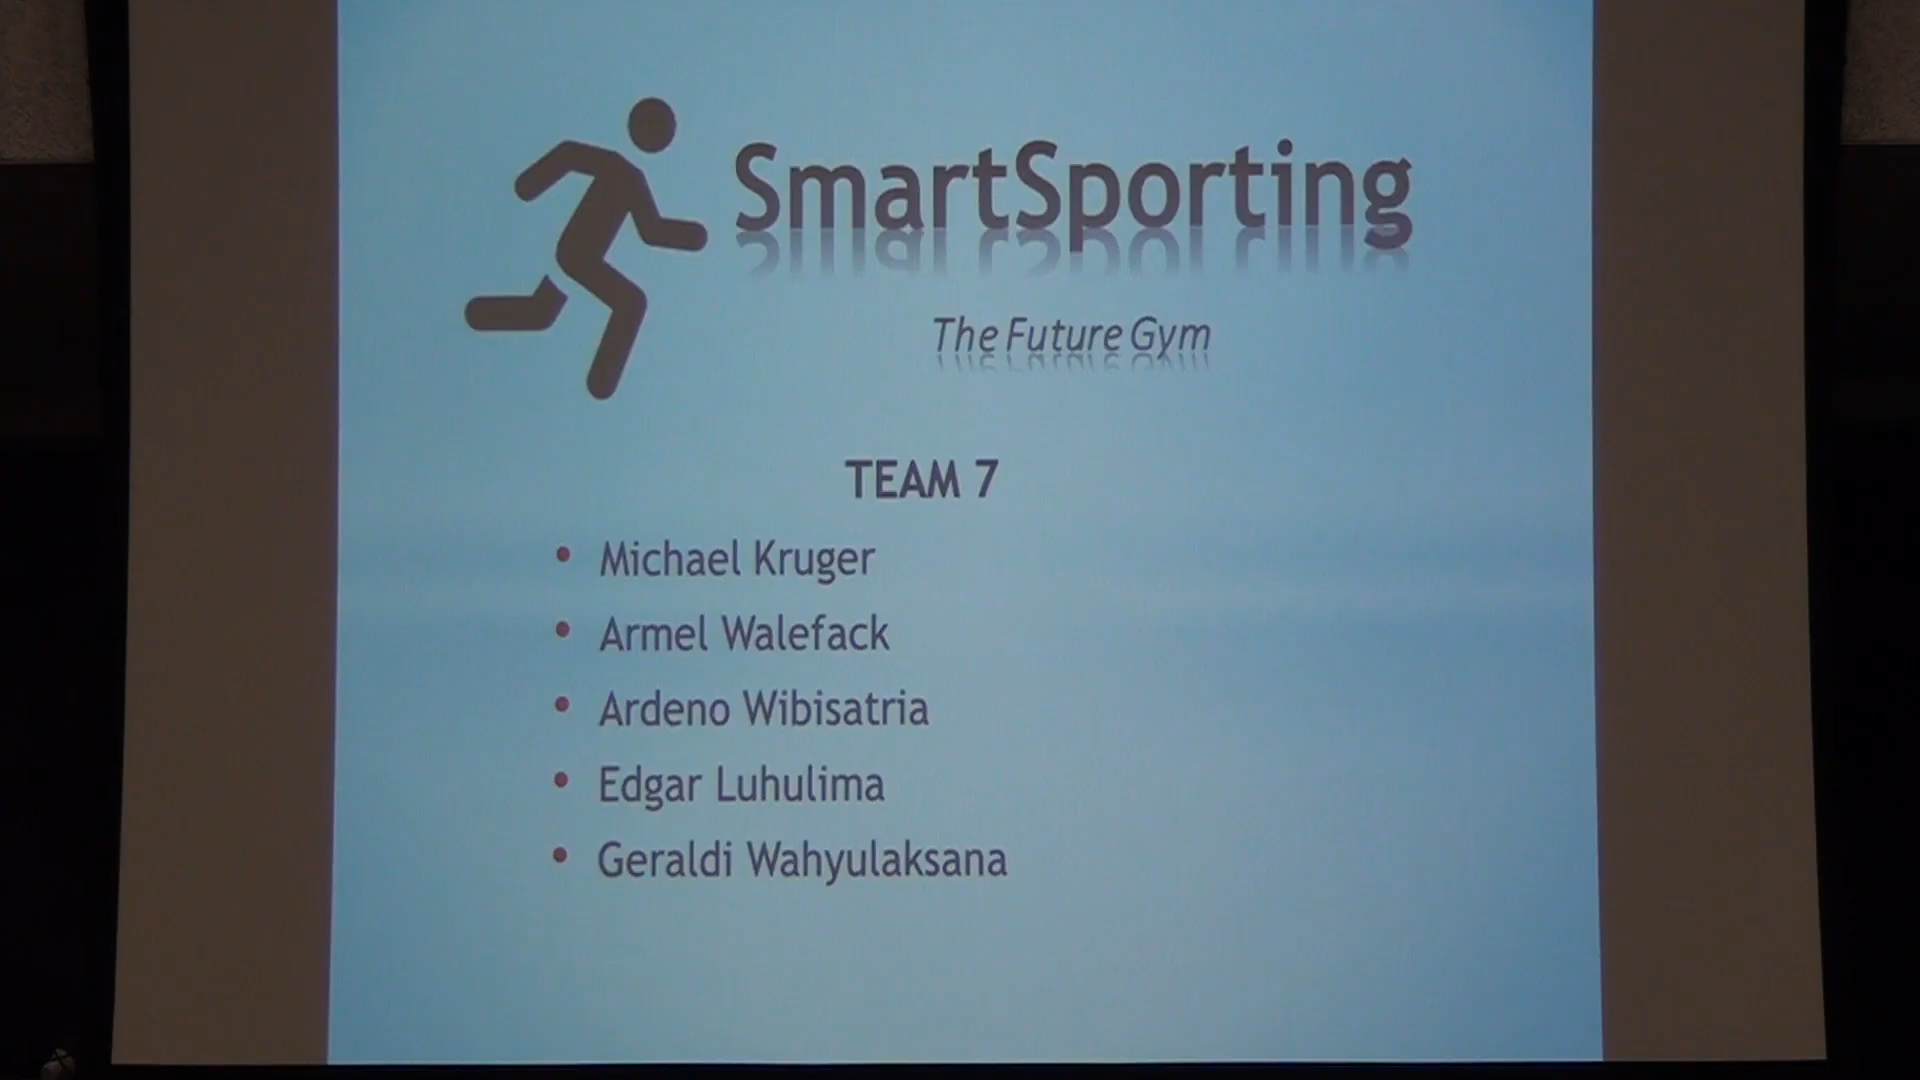 SmartSporting
The Future Gym
TEAM 7
• Michael Kruger
• Armel Walefack
• Ardeno Wibisatria
• Edgar Luhulima
• Geraldi Wahyulaksana